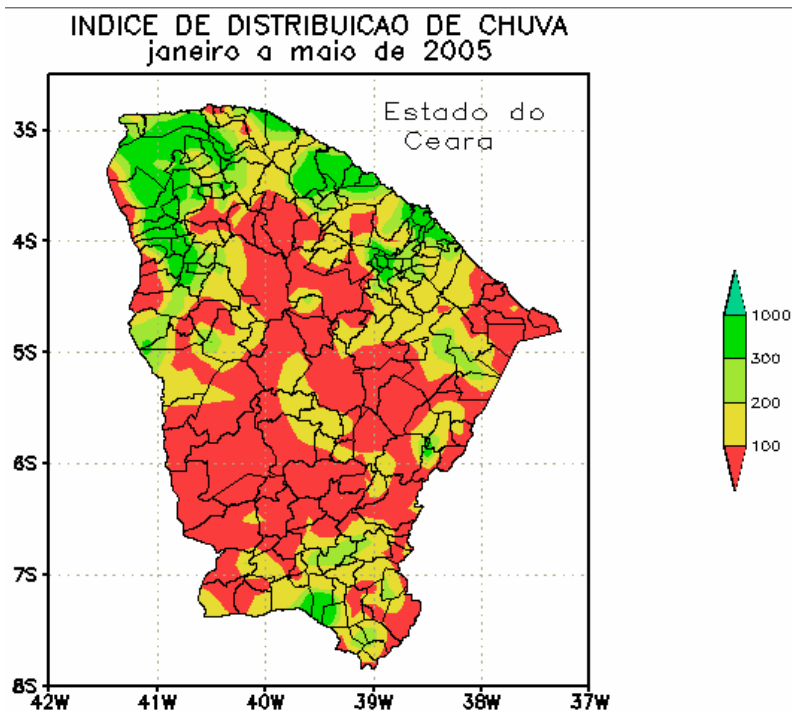 INDICE DE DISTRIBUICAO DE CHUVA
janeiro a maio de 2005
Estado do
Ceara
3S
4S
5S
6S
7S
8S
42W 41W 40W 39W 38W 37W
1000
300
200
100